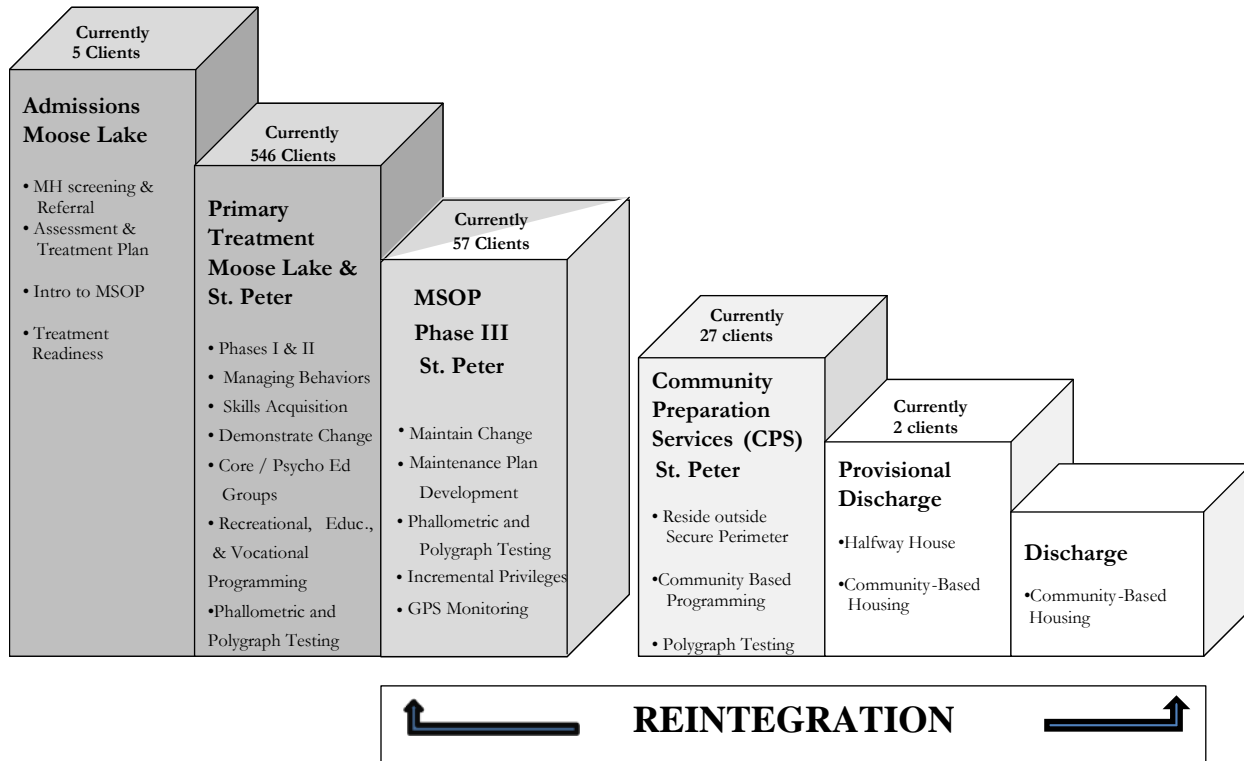 Currently
5 Clients
Admissions
Moose Lake
• MH screening &
Referral
• Assessment &
Treatment Plan
• Intro to MSOP
• Treatment
Readiness
Currently
546 Clients
Primary
Treatment
Moose Lake &
St. Peter
• Phases I & II
• Managing Behaviors
• Skills Acquisition
• Demonstrate Change
• Core / Psycho Ed
Groups
• Recreational, Educ.,
& Vocational
Programming
•Phallometric and
Polygraph Testing
Currently
57 Clients
MSOP
Phase III
St. Peter
• Maintain Change
• Maintenance Plan
Development
• Phallometric and
Polygraph Testing
• Incremental Privileges
• GPS Monitoring
Currently
27 clients
Community
Preparation
Services (CPS)
St. Peter
• Reside outside
Secure Perimeter
•Community Based
Programming
• Polygraph Testing
Currently
2 clients
Provisional
Discharge
•Halfway House
•Community-Based
Housing
Discharge
•Community-Based
Housing
REINTEGRATION